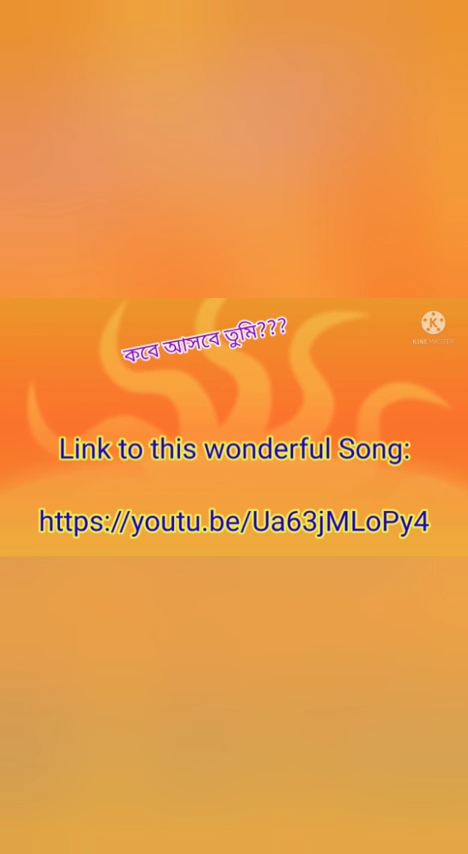 কবে আসবে তুমি???
KINEMASTER
Link to this wonderful Song:
https://youtu.be/Ua63jMLoPy4